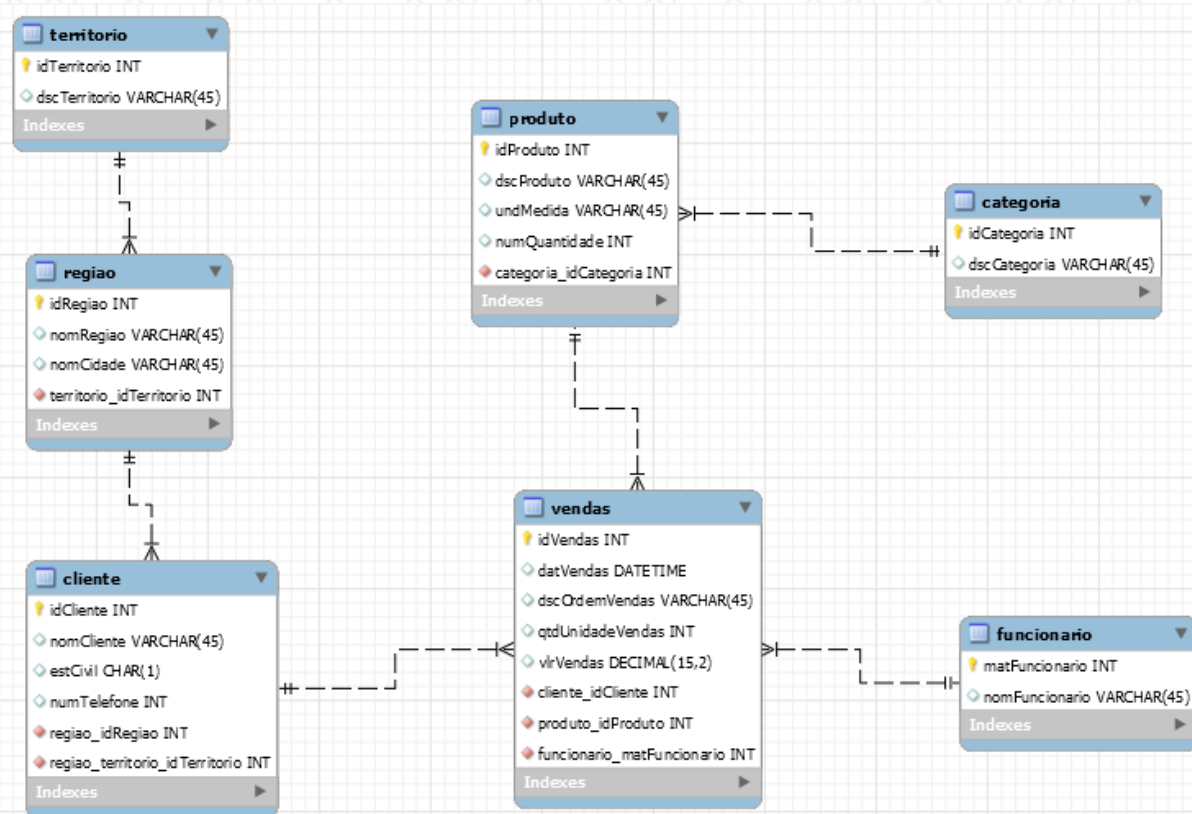 territorio
idTerritorio INT
dscTerritorio VARCHAR(45)
Indexes
regiao
idRegiao INT
nomRegiao VARCHAR(45)
nomCidade VARCHAR(45)
territorio_idTerritorio INT
Indexes
cliente
idCliente INT
nomCliente VARCHAR(45)
estCivil CHAR(1)
numTelefone INT
regiao_idRegiao INT
regiao_territorio_idTerritorio INT
Indexes
produto
idProduto INT
dscProduto VARCHAR(45)
undMedida VARCHAR(45)
numQuantidade INT
categoria_idCategoria INT
Indexes
categoria
idCategoria INT
dscCategoria VARCHAR(45)
Indexes
vendas
idVendas INT
datVendas DATETIME
dscOrdemVendas VARCHAR(45)
qtdUnidadeVendas INT
vlrVendas DECIMAL(15,2)
cliente_idCliente INT
produto_idProduto INT
funcionario_matFuncionario INT
Indexes
funcionario
matFuncionario INT
nomFuncionario VARCHAR(45)
Indexes